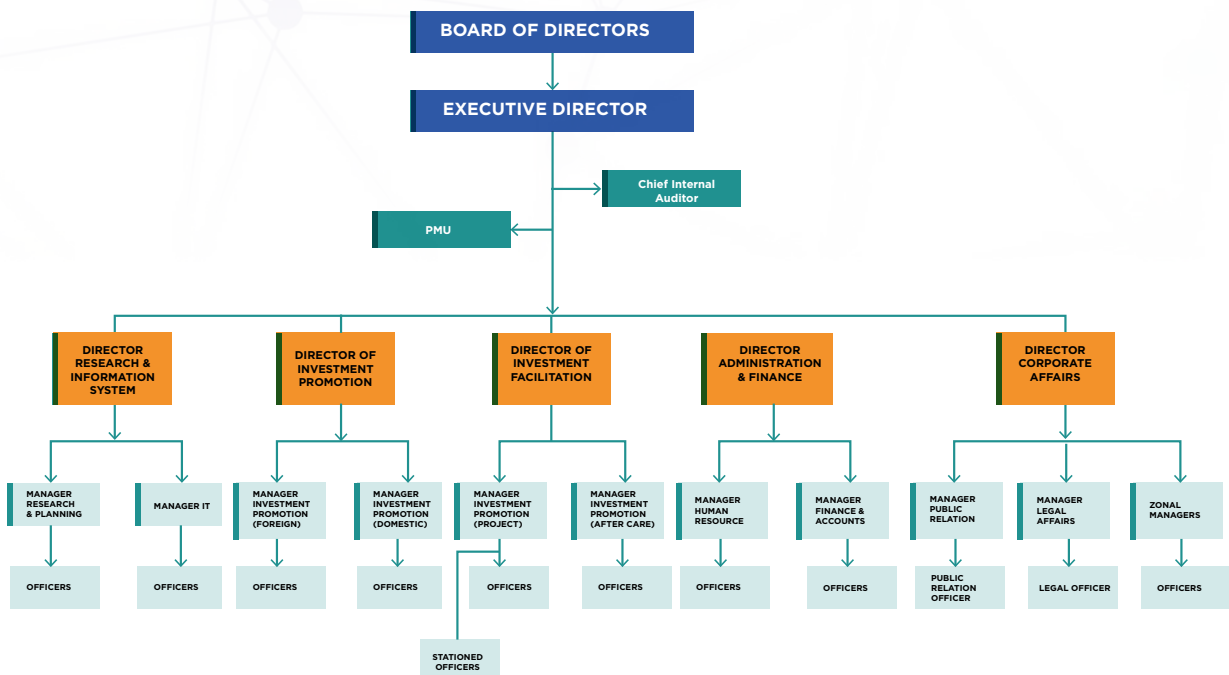 BOARD OF DIRECTORS
EXECUTIVE DIRECTOR
Chief Internal
Auditor
PMU
DIRECTOR
RESEARCH &
INFORMATION
SYSTEM
DIRECTOR OF
INVESTMENT
PROMOTION
DIRECTOR OF
INVESTMENT
FACILITATION
DIRECTOR
ADMINISTRATION
& FINANCE
DIRECTOR
CORPORATE
AFFAIRS
MANAGER
RESEARCH
& PLANNING
MANAGER IT
MANAGER
INVESTMENT
PROMOTION
(FOREIGN)
MANAGER
INVESTMENT
PROMOTION
(DOMESTIC)
MANAGER
INVESTMENT
PROMOTION
(PROJECT)
MANAGER
INVESTMENT
PROMOTION
(AFTER CARE)
MANAGER
HUMAN
RESOURCE
MANAGER
FINANCE &
ACCOUNTS
MANAGER
PUBLIC
RELATION
MANAGER
LEGAL
AFFAIRS
ZONAL
MANAGERS
OFFICERS
OFFICERS
OFFICERS
OFFICERS
OFFICERS
OFFICERS
OFFICERS
OFFICERS
PUBLIC
RELATION
OFFICER
LEGAL OFFICER
OFFICERS
STATIONED
OFFICERS